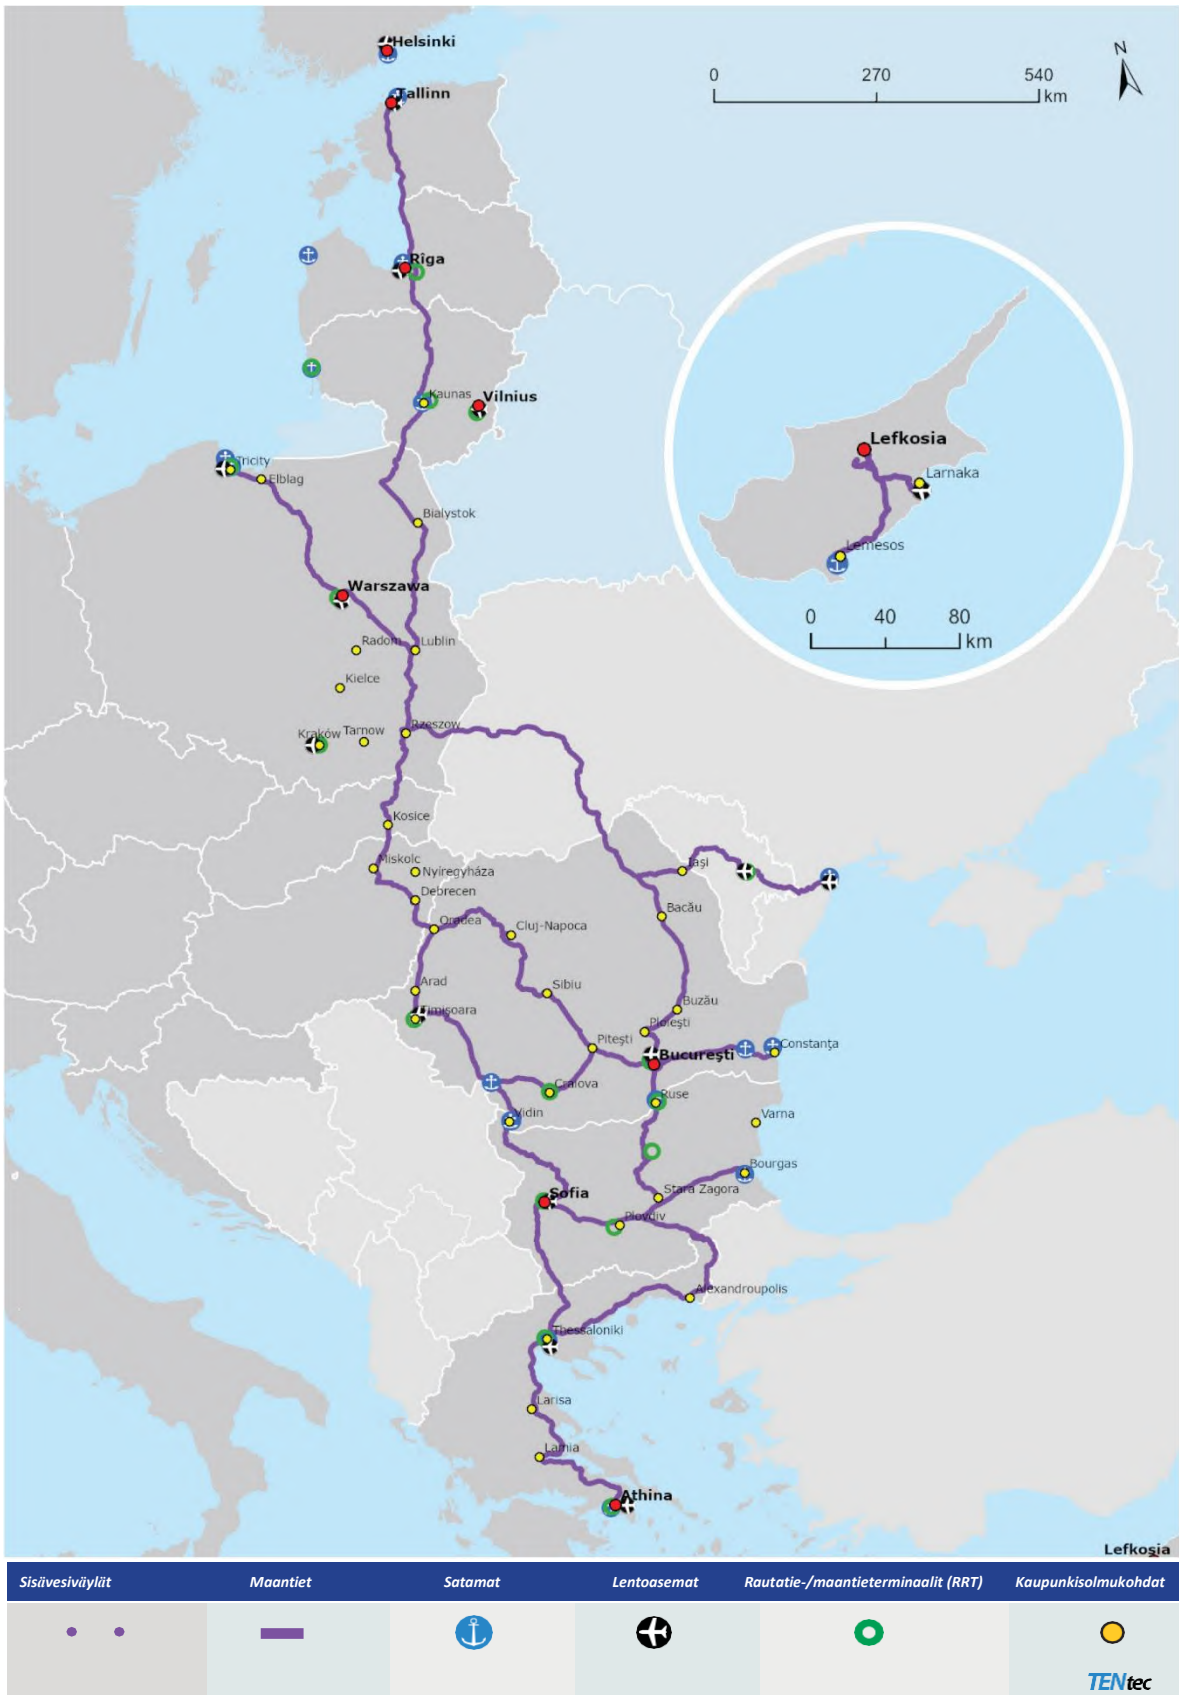 Helsinki
Tallinn
N
0 270 540
km
Rîga
Kaunas
Vilnius
Tricity
Elblag
Bialystok
Lefkosia
Larnaka
Lemesos
0 40 80
km
Warszawa
Radom
Lublin
Kielce
Rzeszow
Kraków
Tarnow
Kosice
Miskolc
Nyíregyháza
Iaşi
Debrecen
Bacău
Oradea
Cluj-Napoca
Arad
Sibiu
Timişoara
Buzău
Ploieşti
Piteşti
Bucureşti
Constanţa
Craiova
Ruse
Vidin
Varna
Bourgas
Sofia
Stara Zagora
Plovdiv
Alexandroupolis
Thessaloniki
Larisa
Lamia
Athina
Lefkosia
Sisävesiväylät Maantiet Satamat Lentoasemat Rautatie-/maantieterminaalit (RRT) Kaupunkisolmukohdat
TENtec